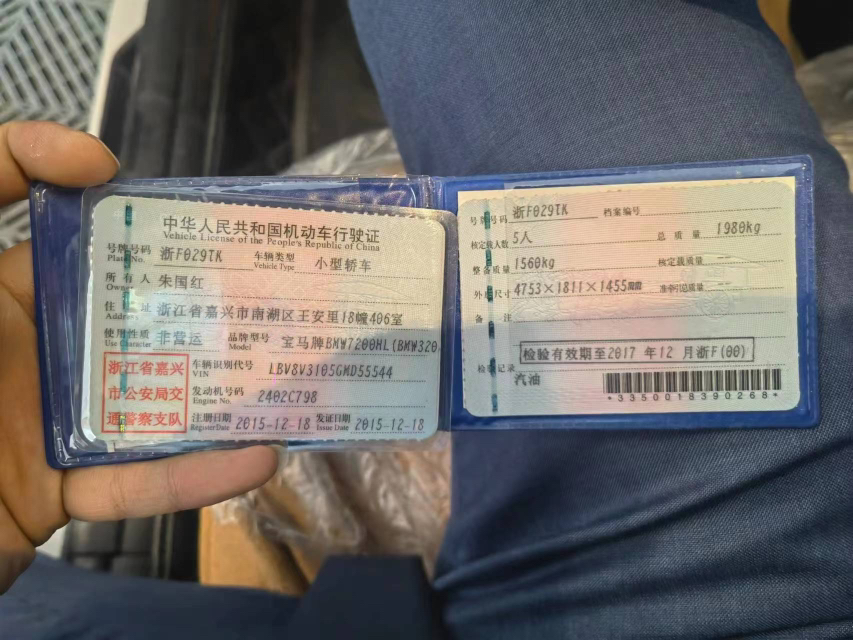 中华人民共和国机动车行驶证
Vehicle License of the People's Republic of China
号牌号码 浙F029TK 车辆类型 小型轿车
Plate No. Vehicle Type
所有人 朱国红
Owner
住址 浙江省嘉兴市南湖区王安里18幢406室
Address
使用性质 非营运 品牌型号 宝马牌BMW7200HL(BMW320
Use Character Model
浙江省嘉兴市公安局交通警察支队
车辆识别代号 LBV8V3105GMD55544
VIN
发动机号码 2402C798
Engine No.
注册日期 2015-12-18 发证日期 2015-12-18
Register Date Issue Date
号牌号码 浙F029TK 档案编号
核定载人数 5人 总质量 1980kg
整备质量 1560kg 核定载质量 --
外廓尺寸 4753×1811×1455mm 准牵引总质量 --
备注
检验有效期至2017年12月浙F(00)
检验记录
汽油
*3350018390268*